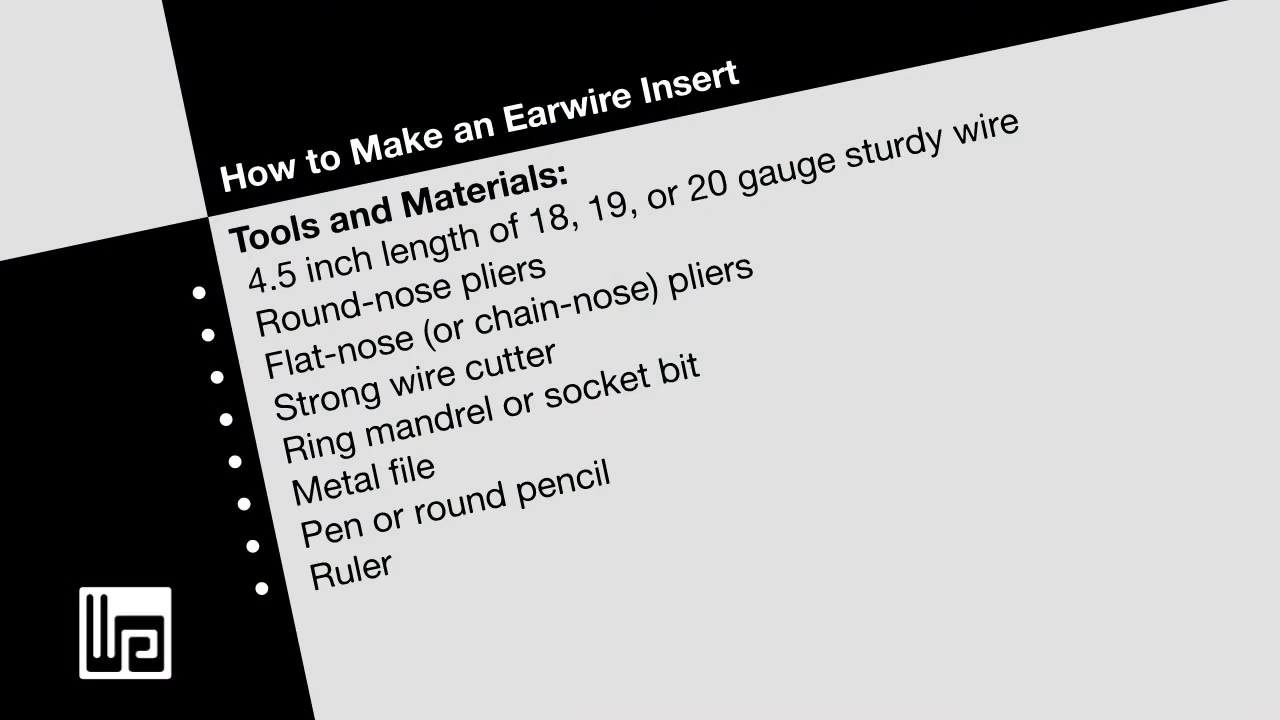 How to Make an Earwire Insert
Tools and Materials:
4.5 inch length of 18, 19, or 20 gauge sturdy wire
Round-nose pliers
Flat-nose (or chain-nose) pliers
Strong wire cutter
Ring mandrel or socket bit
Metal file
Pen or round pencil
Ruler